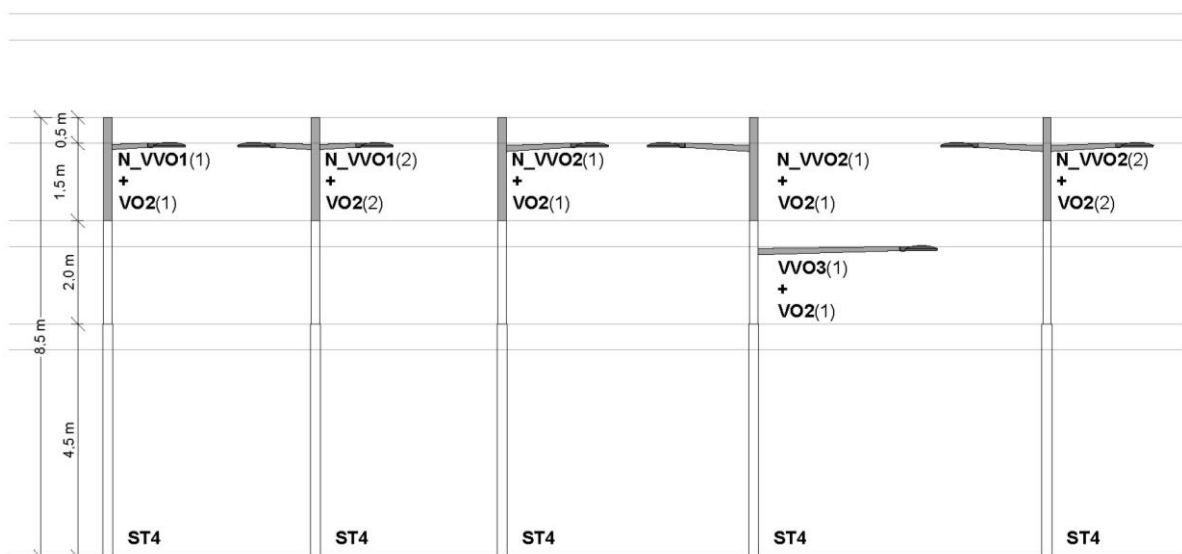 0,5 m
1,5 m
2,0 m
8,5 m
4,5 m
N_VVO1(1)
+
VO2(1)
N_VVO1(2)
+
VO2(2)
N_VVO2(1)
+
VO2(1)
N_VVO2(1)
+
VO2(1)
N_VVO2(2)
+
VO2(2)
VVO3(1)
+
VO2(1)
ST4
ST4
ST4
ST4
ST4